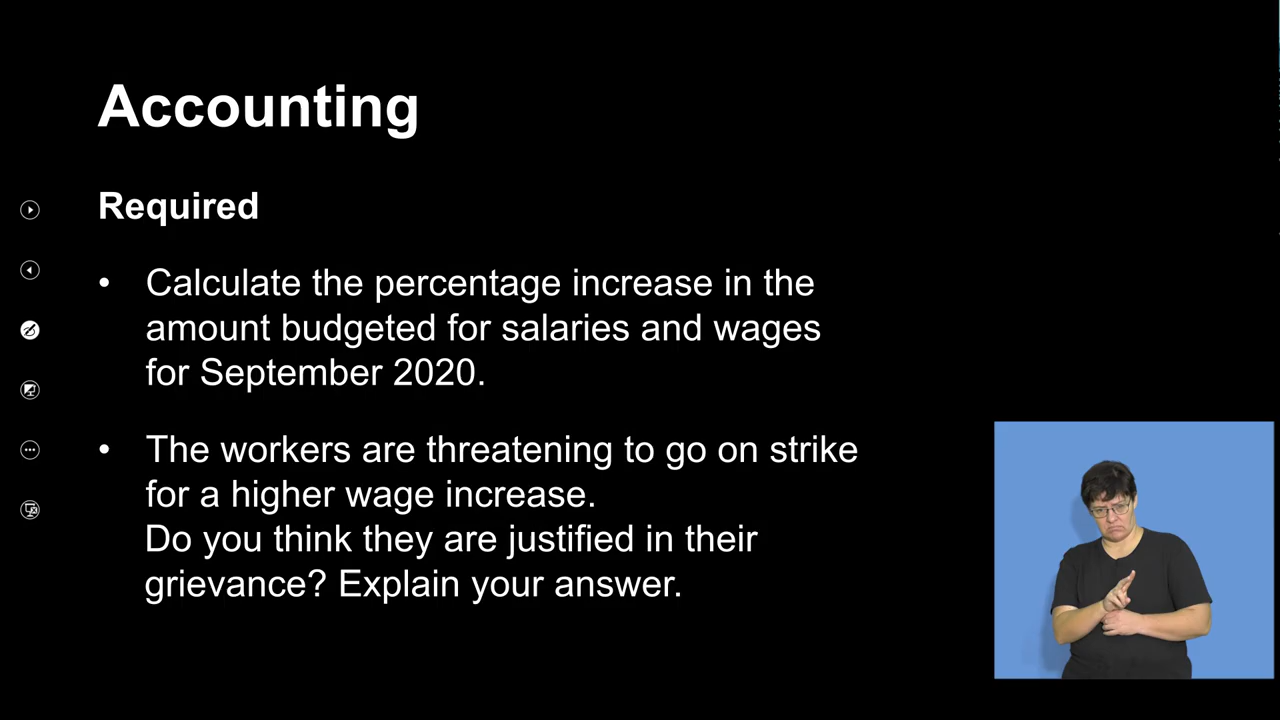 Accounting
Required
• Calculate the percentage increase in the
amount budgeted for salaries and wages
for September 2020.
• The workers are threatening to go on strike
for a higher wage increase.
Do you think they are justified in their
grievance? Explain your answer.